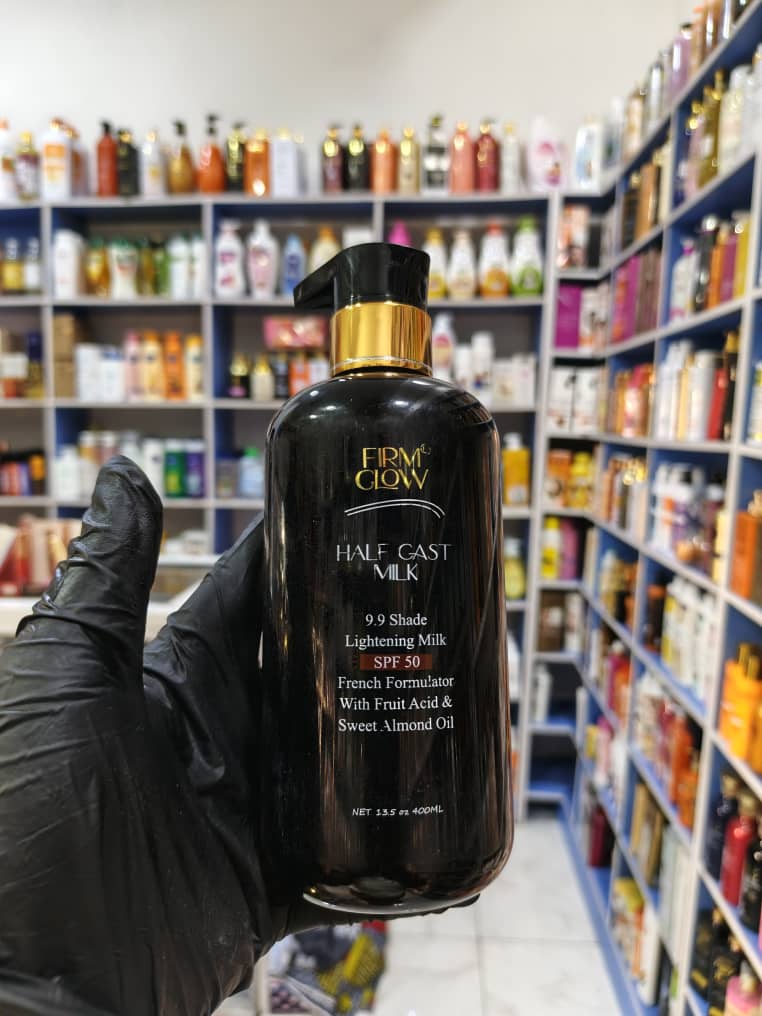 FIRM
GLOW
HALF CAST
MILK
9.9 Shade
Lightening Milk
SPF 50
French Formulator
With Fruit Acid &
Sweet Almond Oil
NET 13.5 oz 400ML